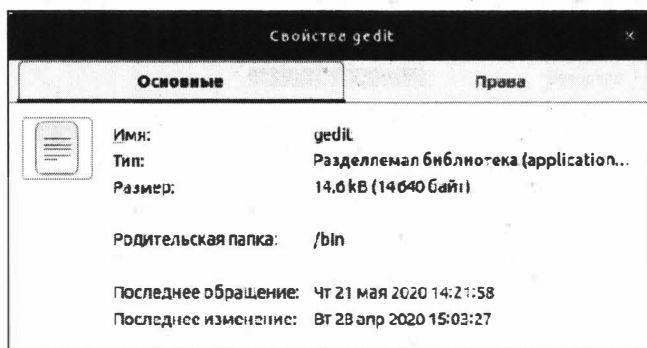 Свойства gedit ×
Основные Права
Имя: gedit
Тип: Разделяемая библиотека (application...
Размер: 14,6 kB (14640 байт)
Родительская папка: /bin
Последнее обращение: Чт 21 мая 2020 14:21:58
Последнее изменение: Вт 28 апр 2020 15:03:27